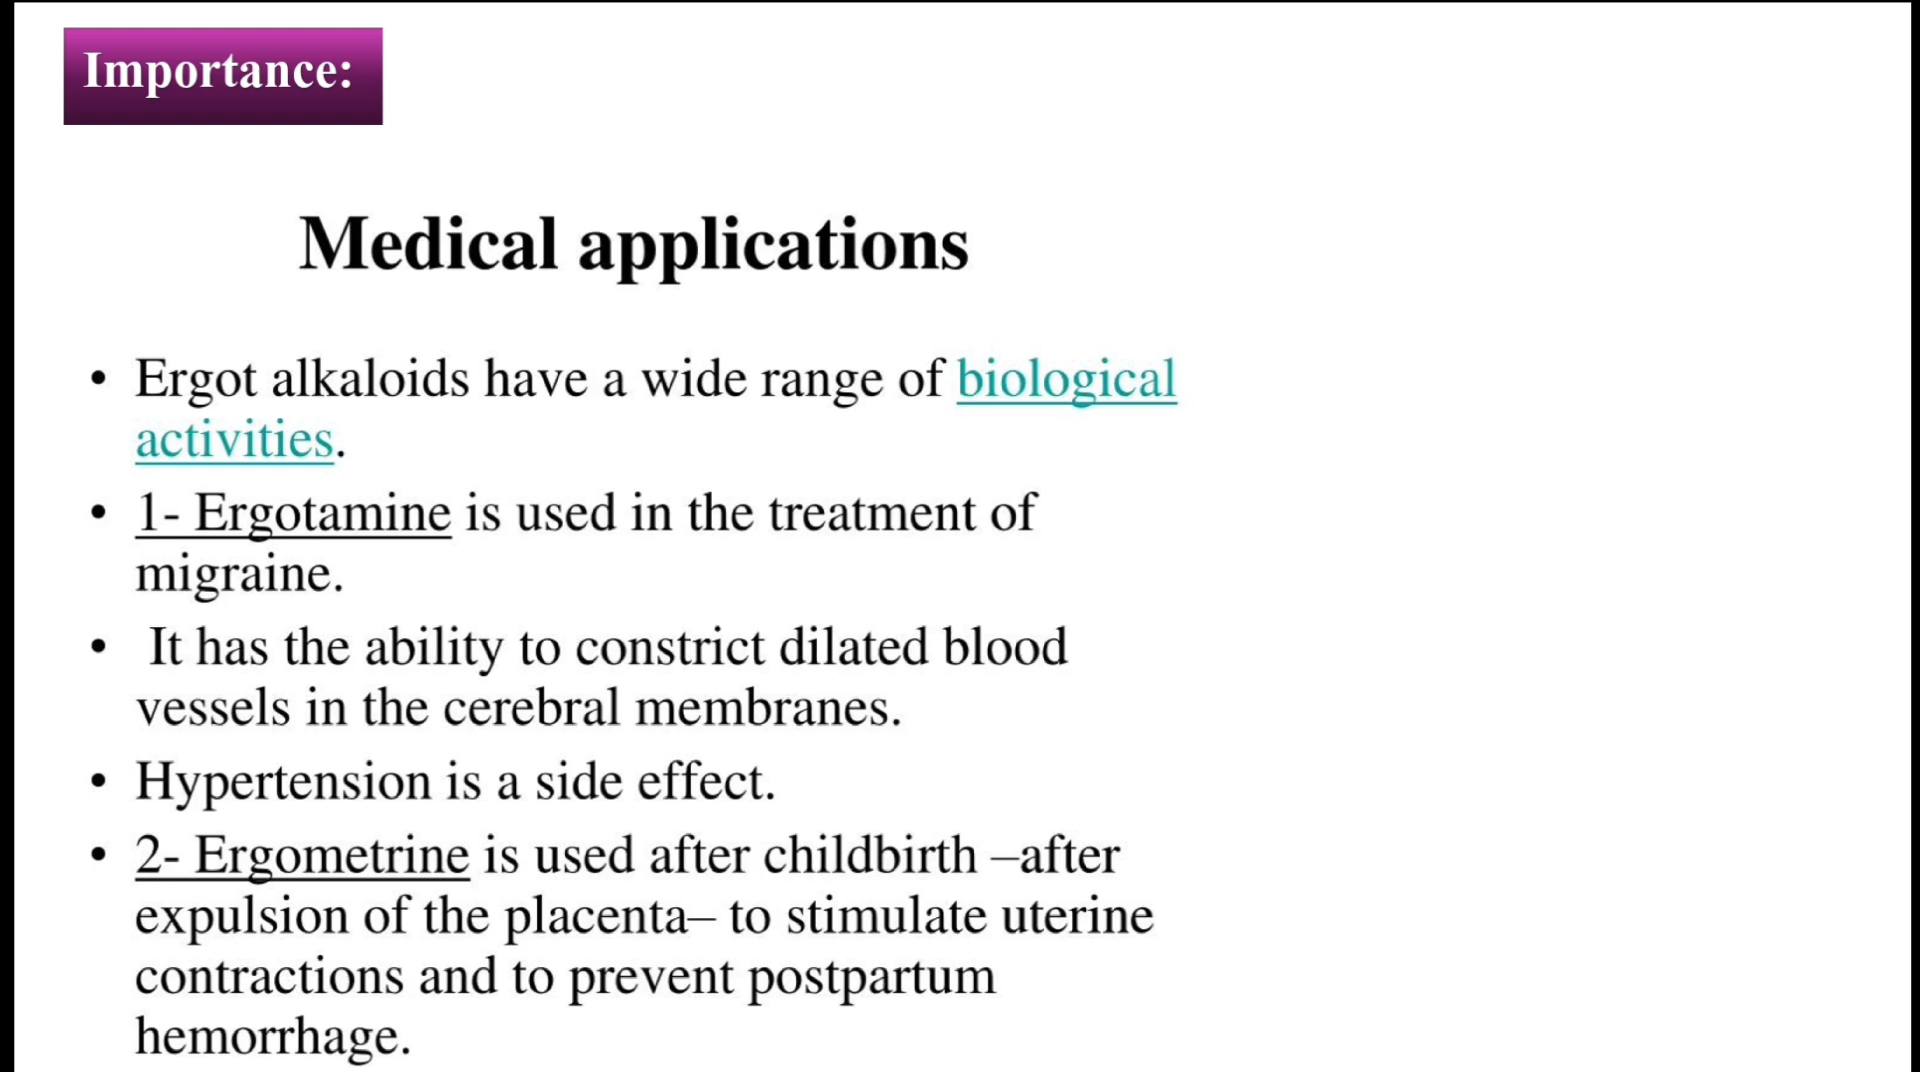 Importance:
Medical applications
• Ergot alkaloids have a wide range of biological
activities.
• 1- Ergotamine is used in the treatment of
migraine.
• It has the ability to constrict dilated blood
vessels in the cerebral membranes.
• Hypertension is a side effect.
• 2- Ergometrine is used after childbirth –after
expulsion of the placenta– to stimulate uterine
contractions and to prevent postpartum
hemorrhage.